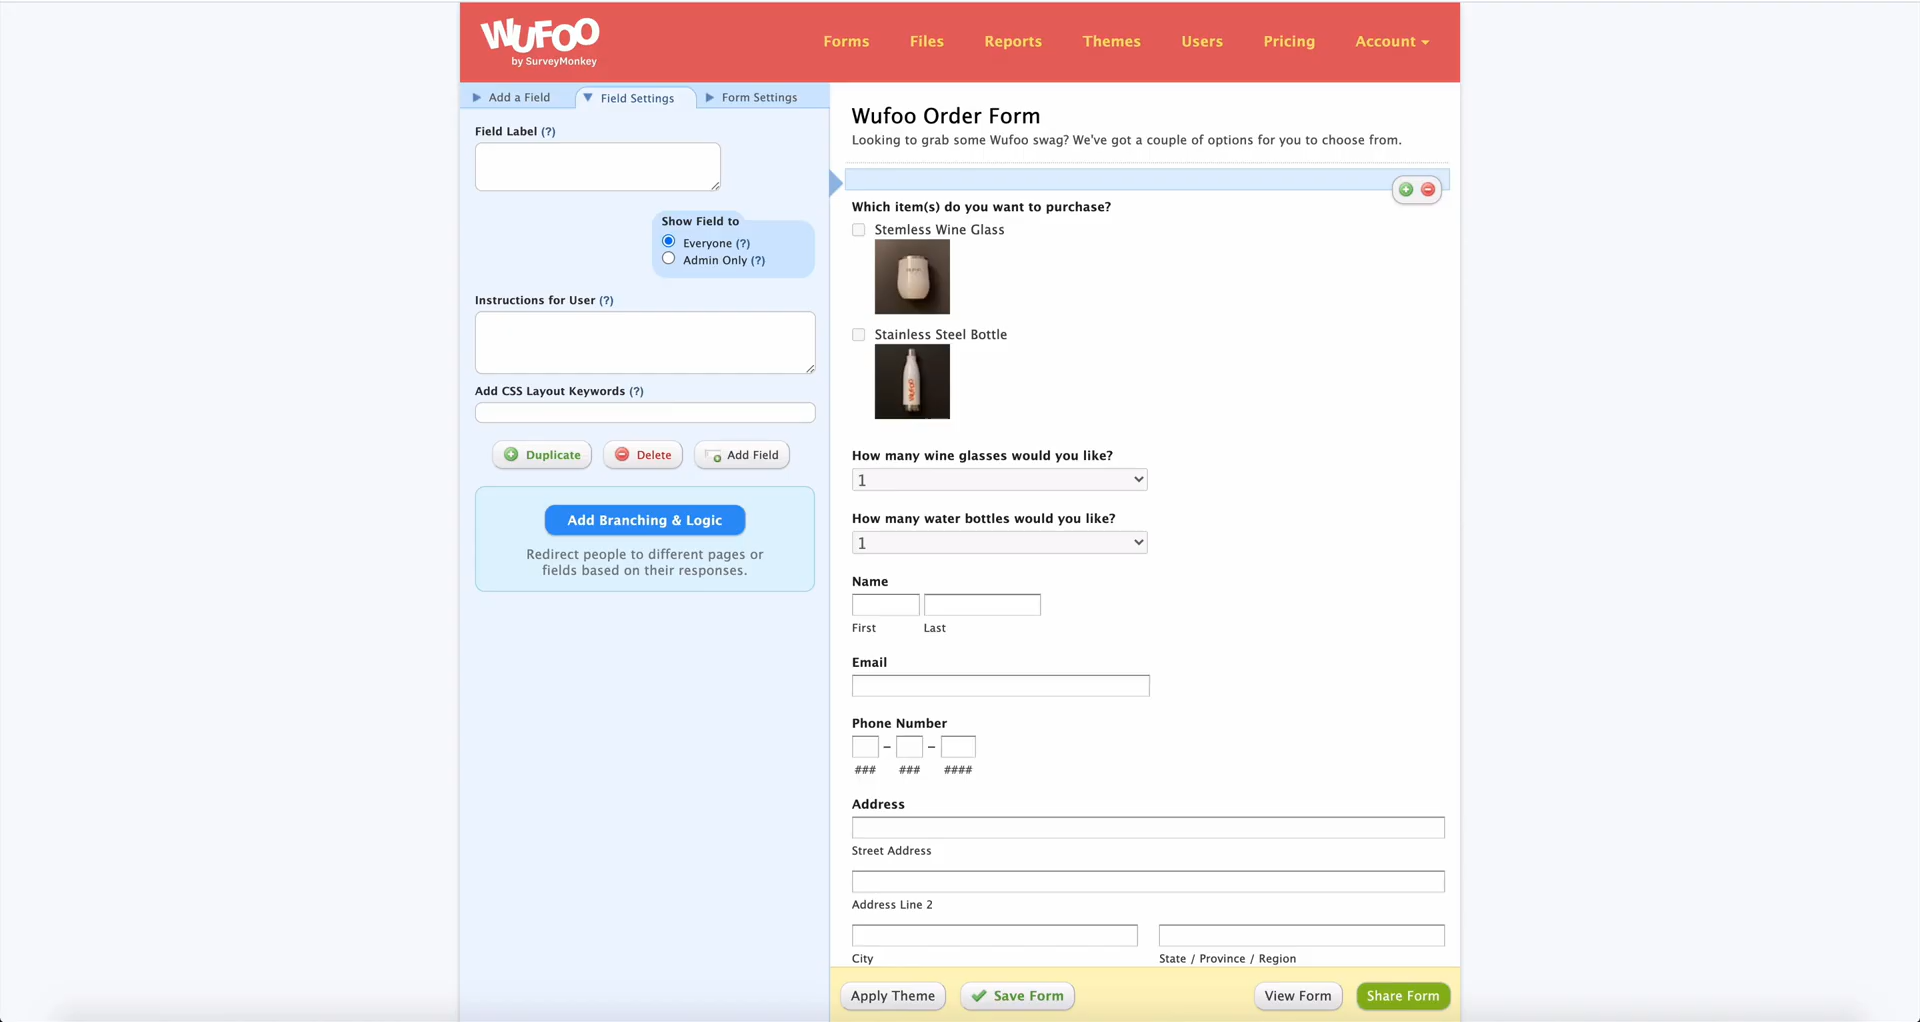 WUFOO
by SurveyMonkey
Forms Files Reports Themes Users Pricing Account
Add a Field Field Settings Form Settings
Field Label (?)
Show Field to
Everyone (?)
Admin Only (?)
Instructions for User (?)
Add CSS Layout Keywords (?)
Duplicate Delete Add Field
Add Branching & Logic
Redirect people to different pages or
fields based on their responses.
Wufoo Order Form
Looking to grab some Wufoo swag? We've got a couple of options for you to choose from.
Which item(s) do you want to purchase?
Stemless Wine Glass
Stainless Steel Bottle
WUFOO
How many wine glasses would you like?
1
How many water bottles would you like?
1
Name
First Last
Email
Phone Number
– –
### ### ####
Address
Street Address
Address Line 2
City State / Province / Region
Apply Theme Save Form View Form Share Form